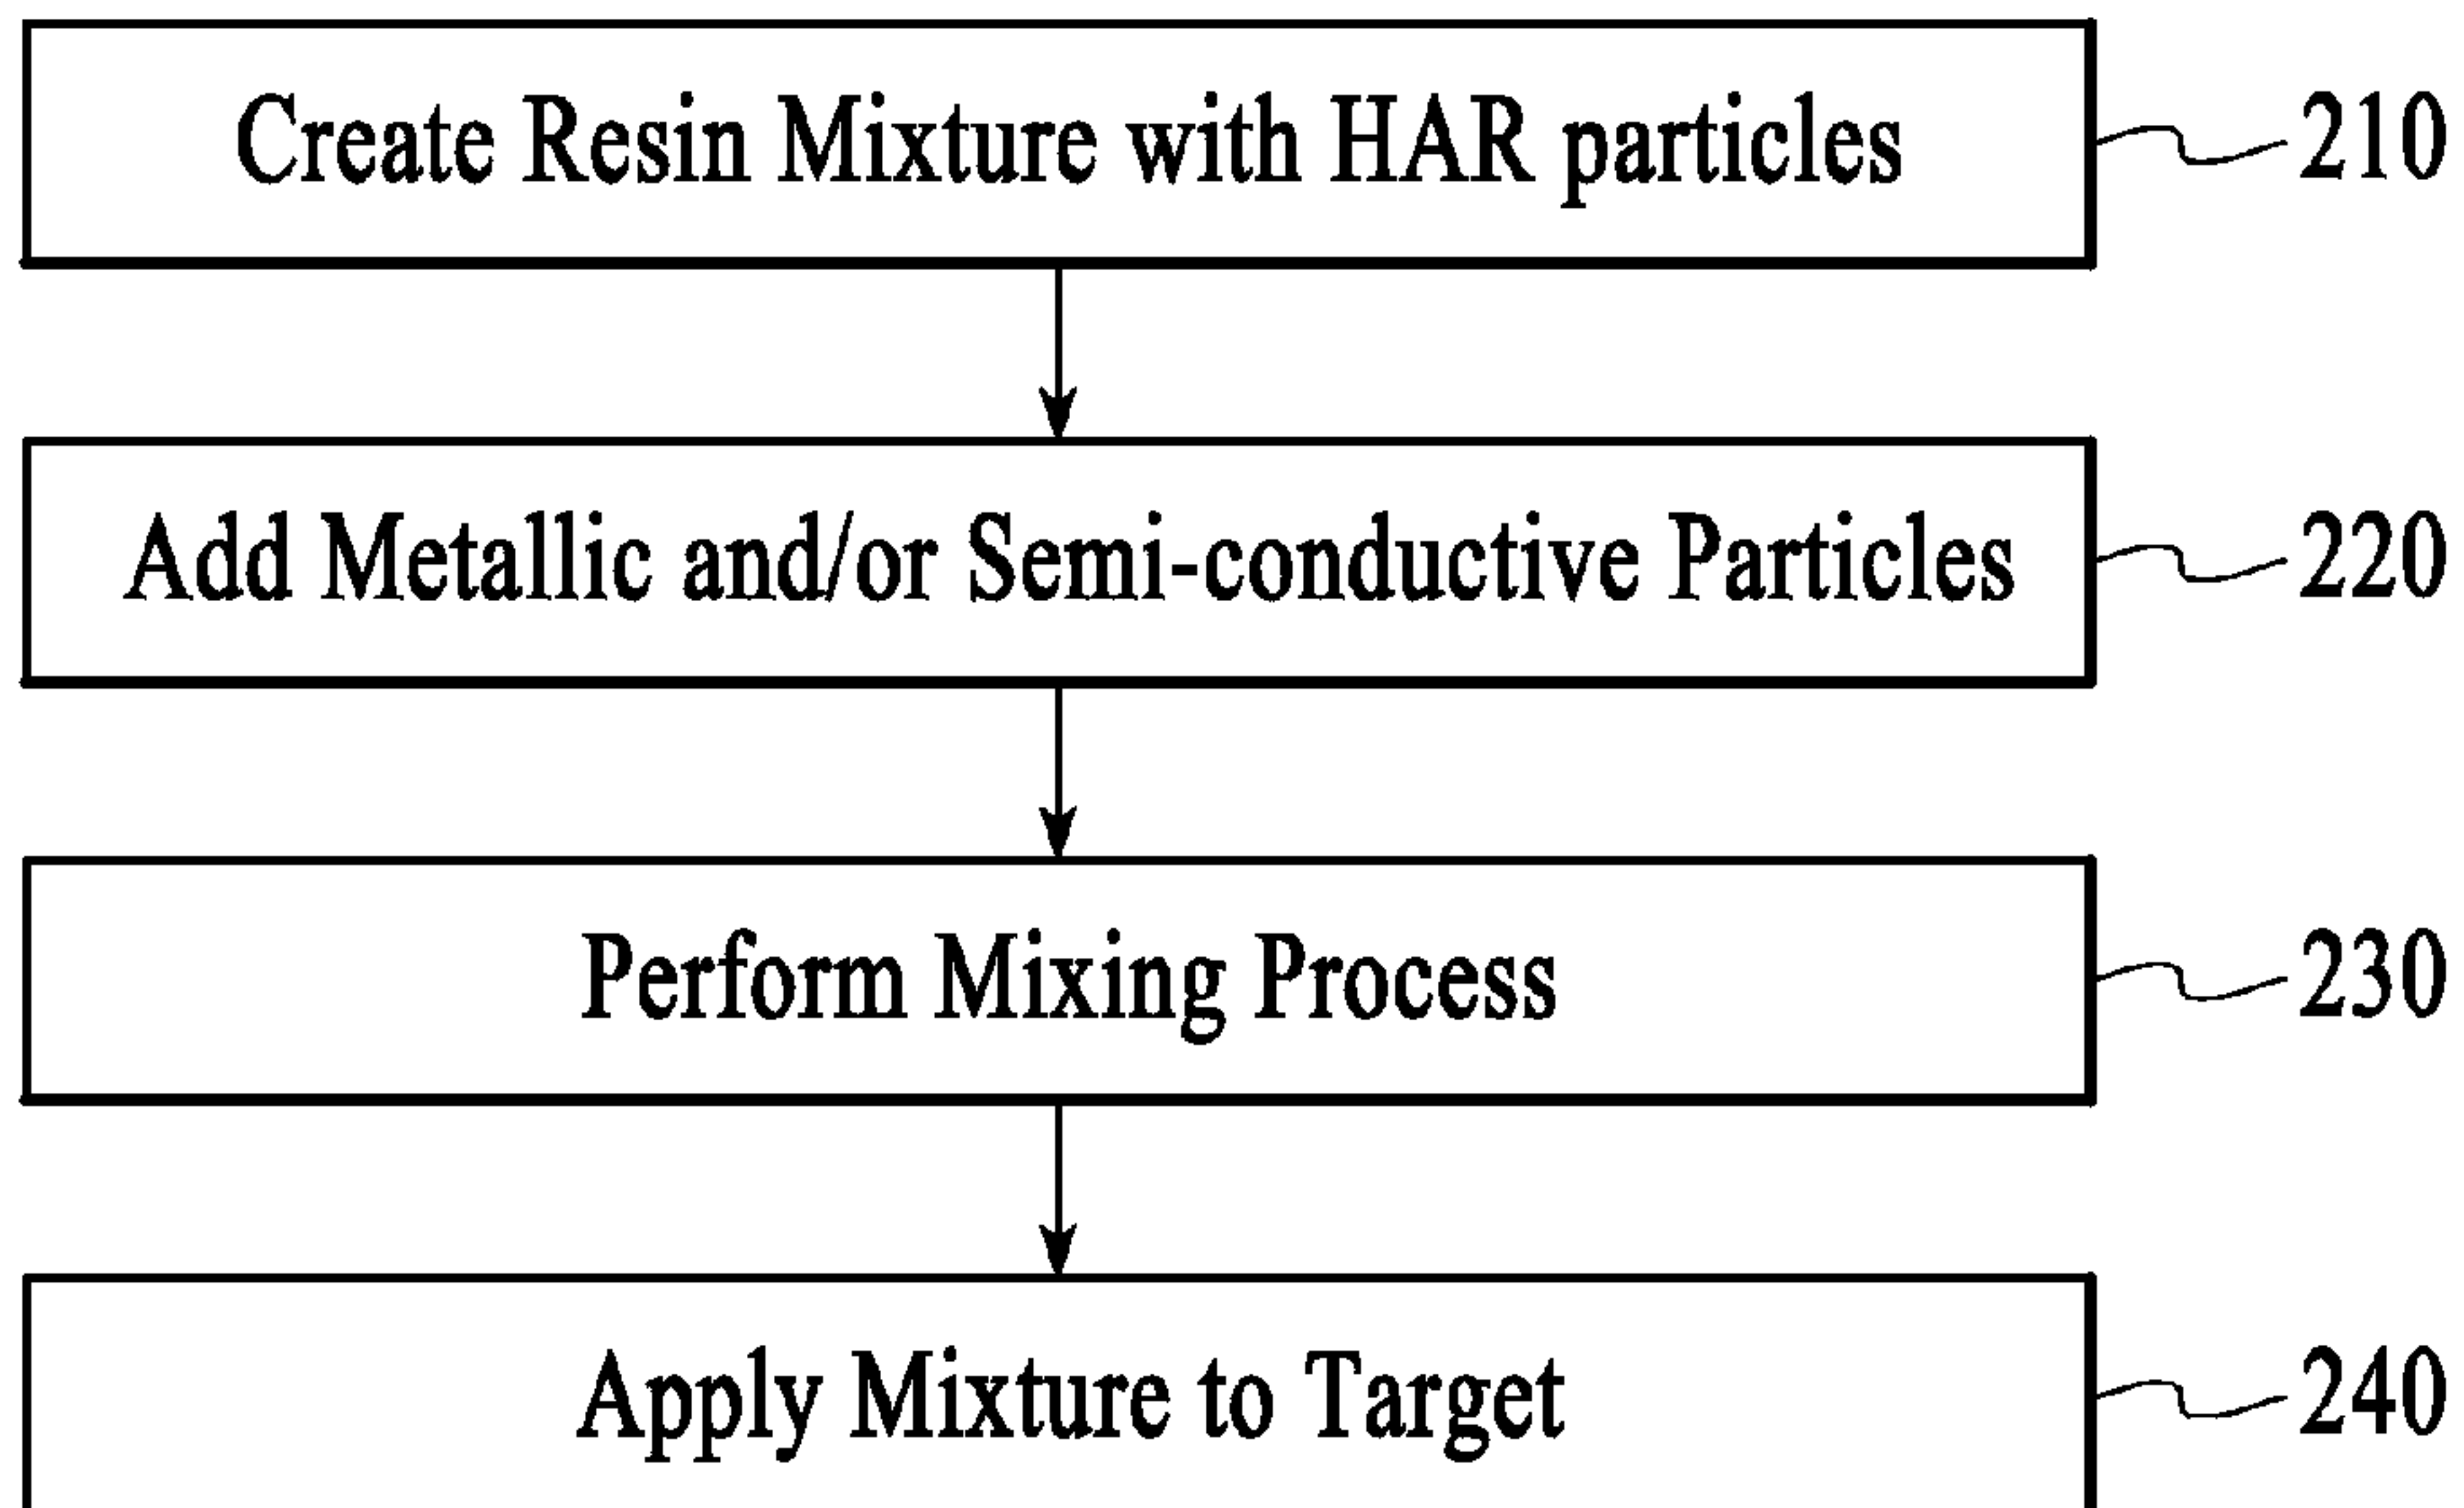 Create Resin Mixture with HAR particles 210
Add Metallic and/or Semi-conductive Particles 220
Perform Mixing Process 230
Apply Mixture to Target 240